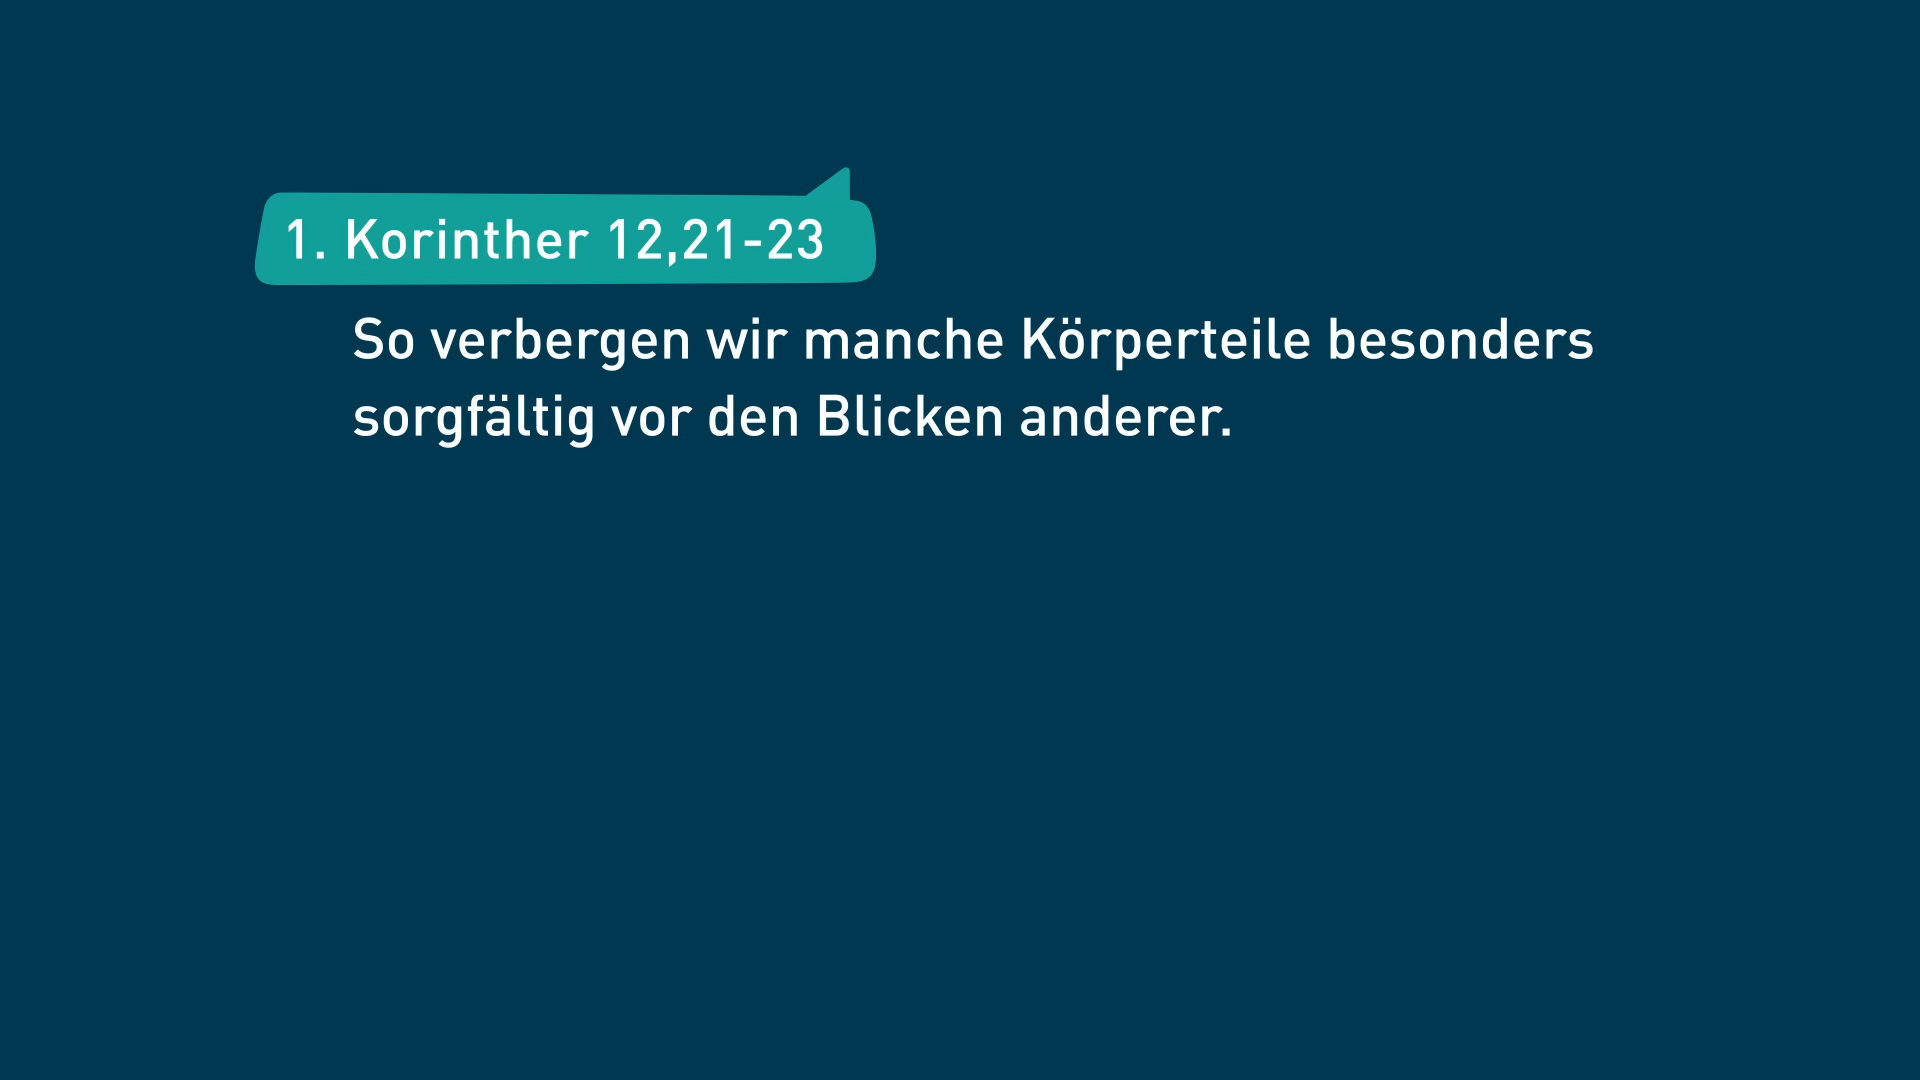 1. Korinther 12,21-23
So verbergen wir manche Körperteile besonders
sorgfältig vor den Blicken anderer.